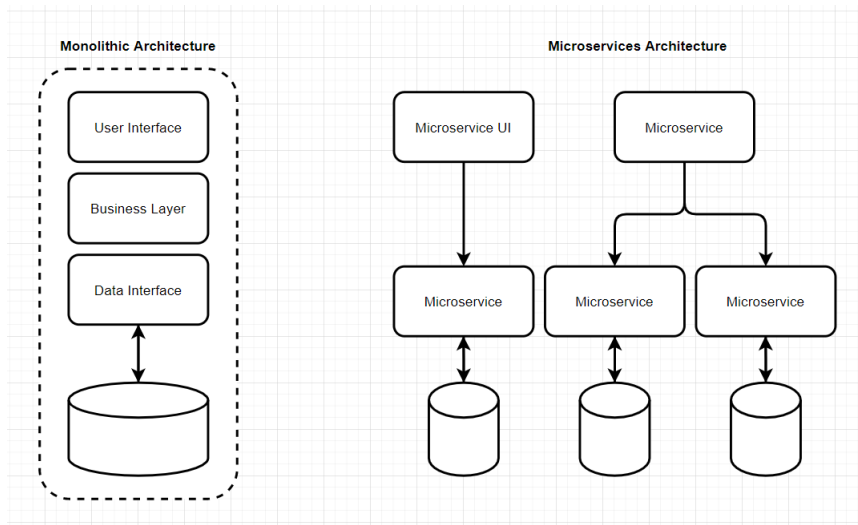 Monolithic Architecture
User Interface
Business Layer
Data Interface
Microservices Architecture
Microservice UI
Microservice
Microservice
Microservice
Microservice